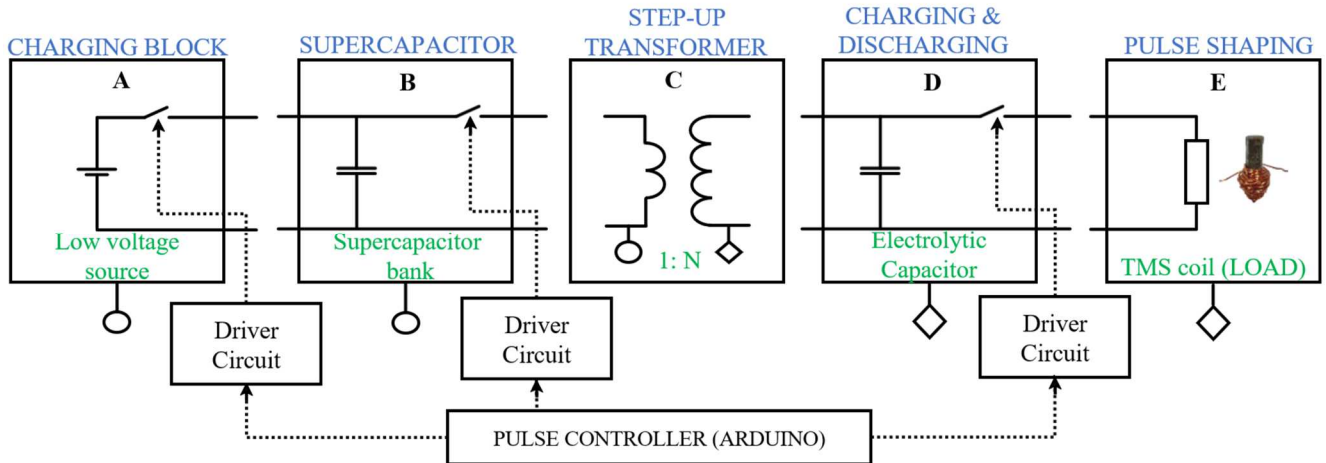 CHARGING BLOCK
SUPERCAPACITOR
STEP-UP
TRANSFORMER
CHARGING &
DISCHARGING
PULSE SHAPING
A
B
C
D
E
Low voltage
source
Supercapacitor
bank
1: N
Electrolytic
Capacitor
TMS coil (LOAD)
Driver
Circuit
Driver
Circuit
Driver
Circuit
PULSE CONTROLLER (ARDUINO)